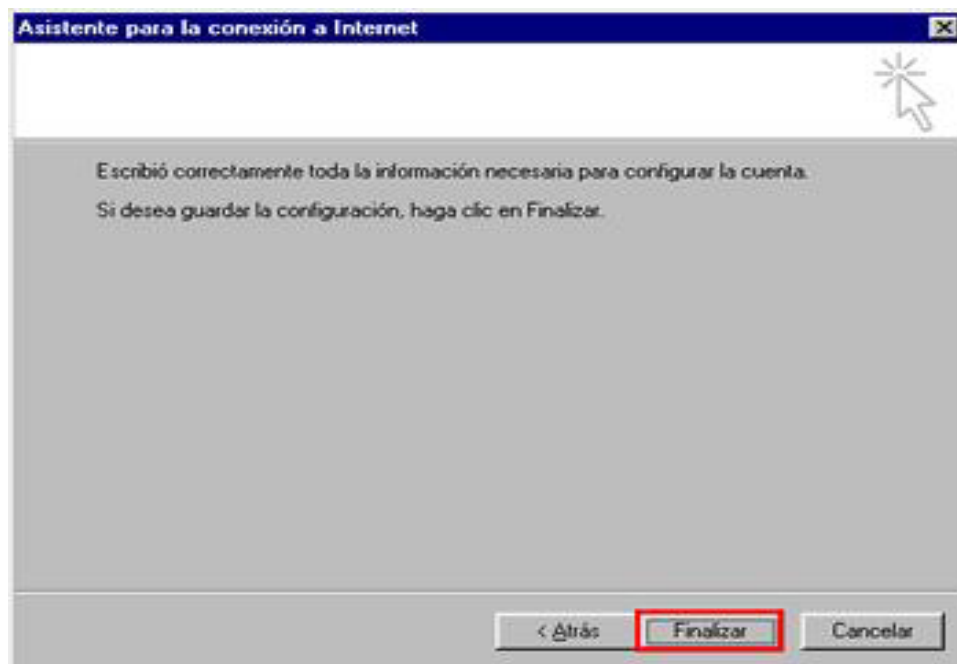 Asistente para la conexión a Internet
Escribió correctamente toda la información necesaria para configurar la cuenta.
Si desea guardar la configuración, haga clic en Finalizar.
< Atrás Finalizar Cancelar